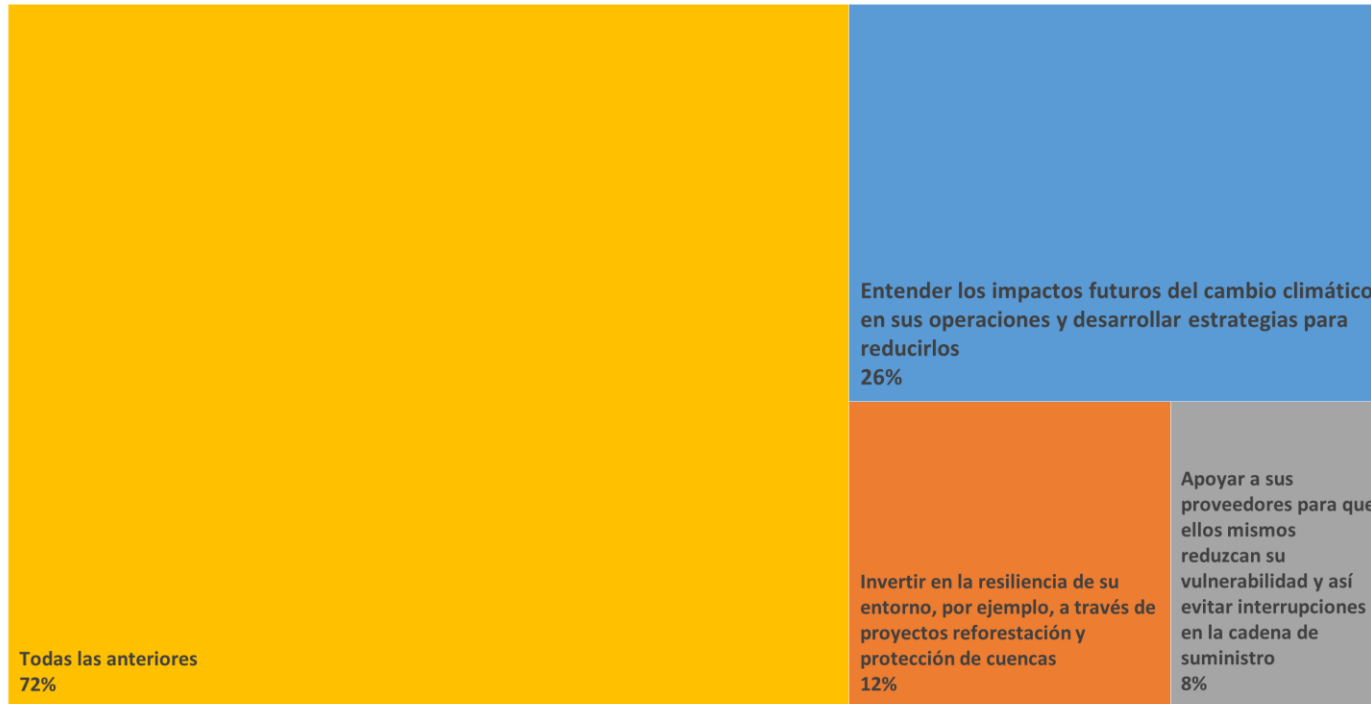 Entender los impactos futuros del cambio climático
en sus operaciones y desarrollar estrategias para
reducirlos
26%
Todas las anteriores
72%
Invertir en la resiliencia de su
entorno, por ejemplo, a través de
proyectos reforestación y
protección de cuencas
12%
Apoyar a sus
proveedores para que
ellos mismos
reduzcan su
vulnerabilidad y así
evitar interrupciones
en la cadena de
suministro
8%